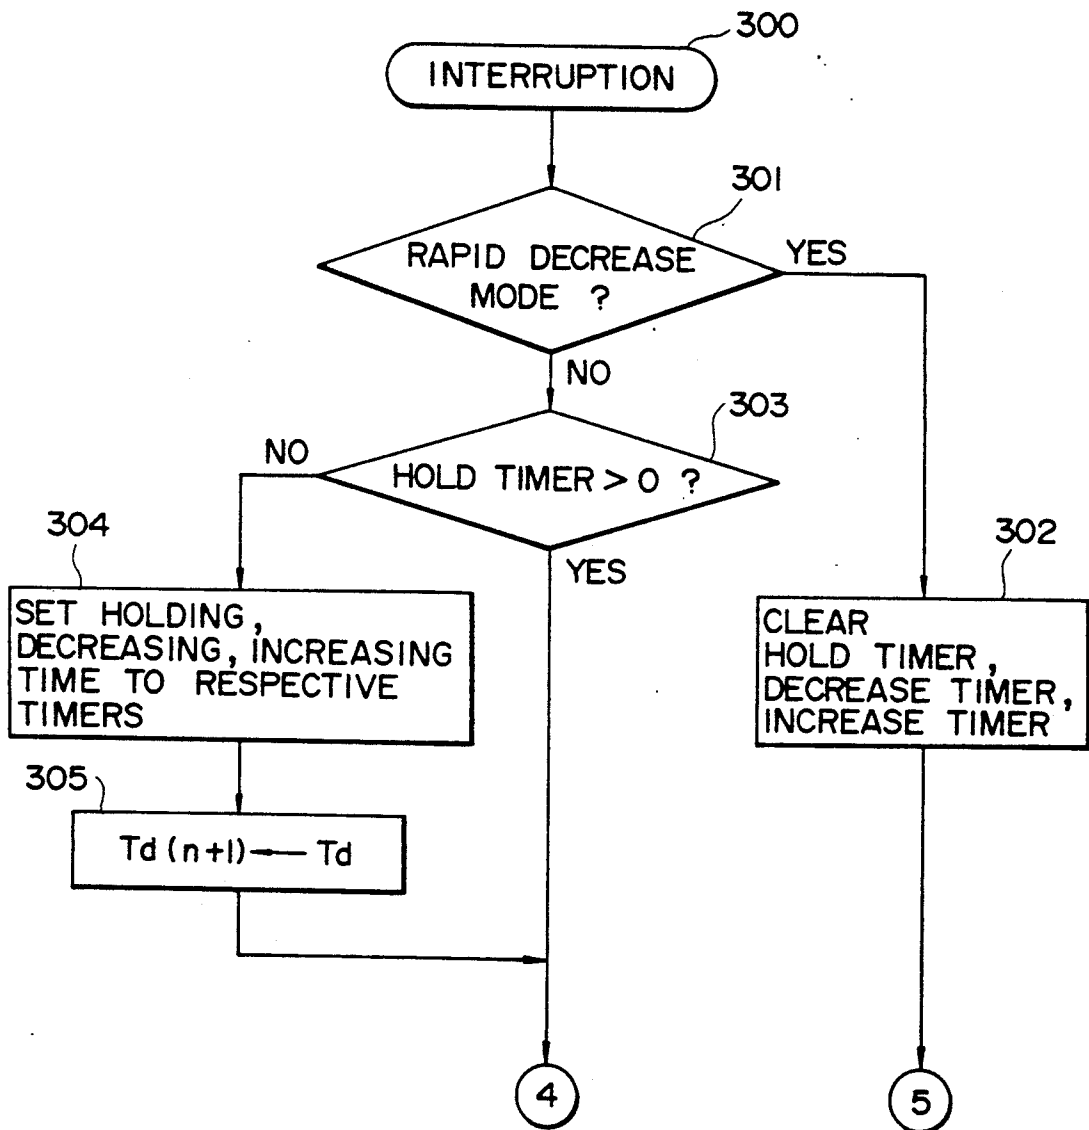 300
INTERRUPTION
301
RAPID DECREASE
MODE ?
YES
NO
303
HOLD TIMER > 0 ?
NO
YES
304
SET HOLDING,
DECREASING, INCREASING
TIME TO RESPECTIVE
TIMERS
302
CLEAR
HOLD TIMER,
DECREASE TIMER,
INCREASE TIMER
305
Td (n+1) ← Td
4
5